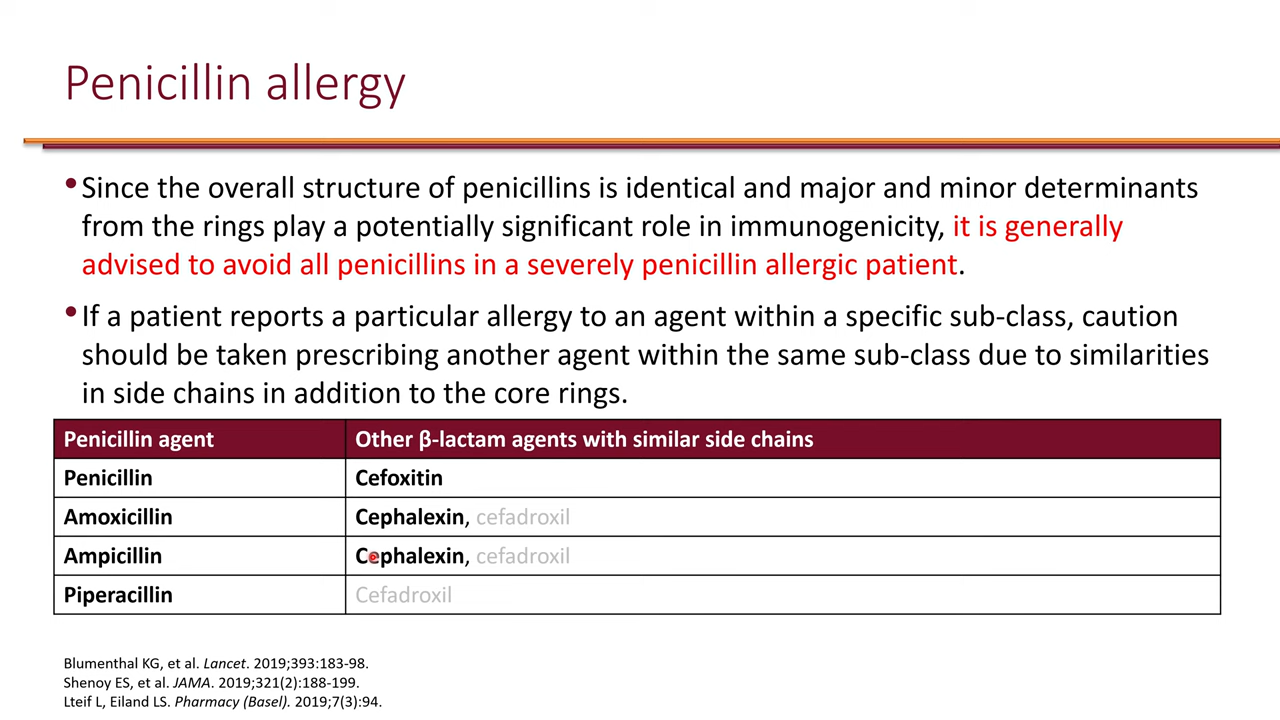 Penicillin allergy
•Since the overall structure of penicillins is identical and major and minor determinants
from the rings play a potentially significant role in immunogenicity, it is generally
advised to avoid all penicillins in a severely penicillin allergic patient.
•If a patient reports a particular allergy to an agent within a specific sub-class, caution
should be taken prescribing another agent within the same sub-class due to similarities
in side chains in addition to the core rings.
Penicillin agent Other β-lactam agents with similar side chains
Penicillin Cefoxitin
Amoxicillin Cephalexin, cefadroxil
Ampicillin Cephalexin, cefadroxil
Piperacillin Cefadroxil
Blumenthal KG, et al. Lancet. 2019;393:183-98.
Shenoy ES, et al. JAMA. 2019;321(2):188-199.
Lteif L, Eiland LS. Pharmacy (Basel). 2019;7(3):94.